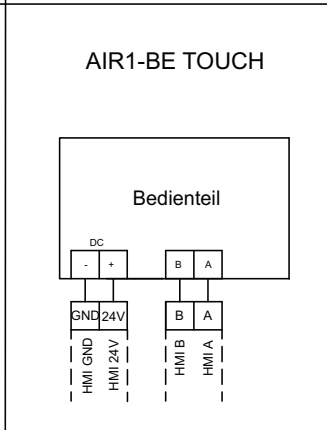 AIR1-BE TOUCH
Bedienteil
DC
- + B A
GND 24V B A
HMI GND
HMI 24V
HMI B
HMI A